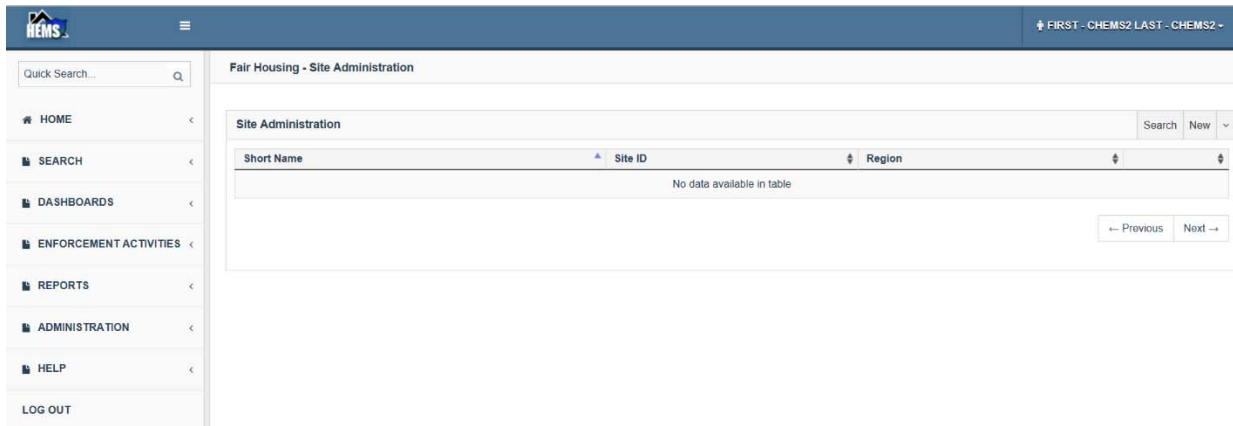 HEMS
FIRST - CHEMS2 LAST - CHEMS2
Quick Search...
Fair Housing - Site Administration
HOME
SEARCH
DASHBOARDS
ENFORCEMENT ACTIVITIES
REPORTS
ADMINISTRATION
HELP
LOG OUT
Site Administration Search New
Short Name Site ID Region
No data available in table
← Previous Next →